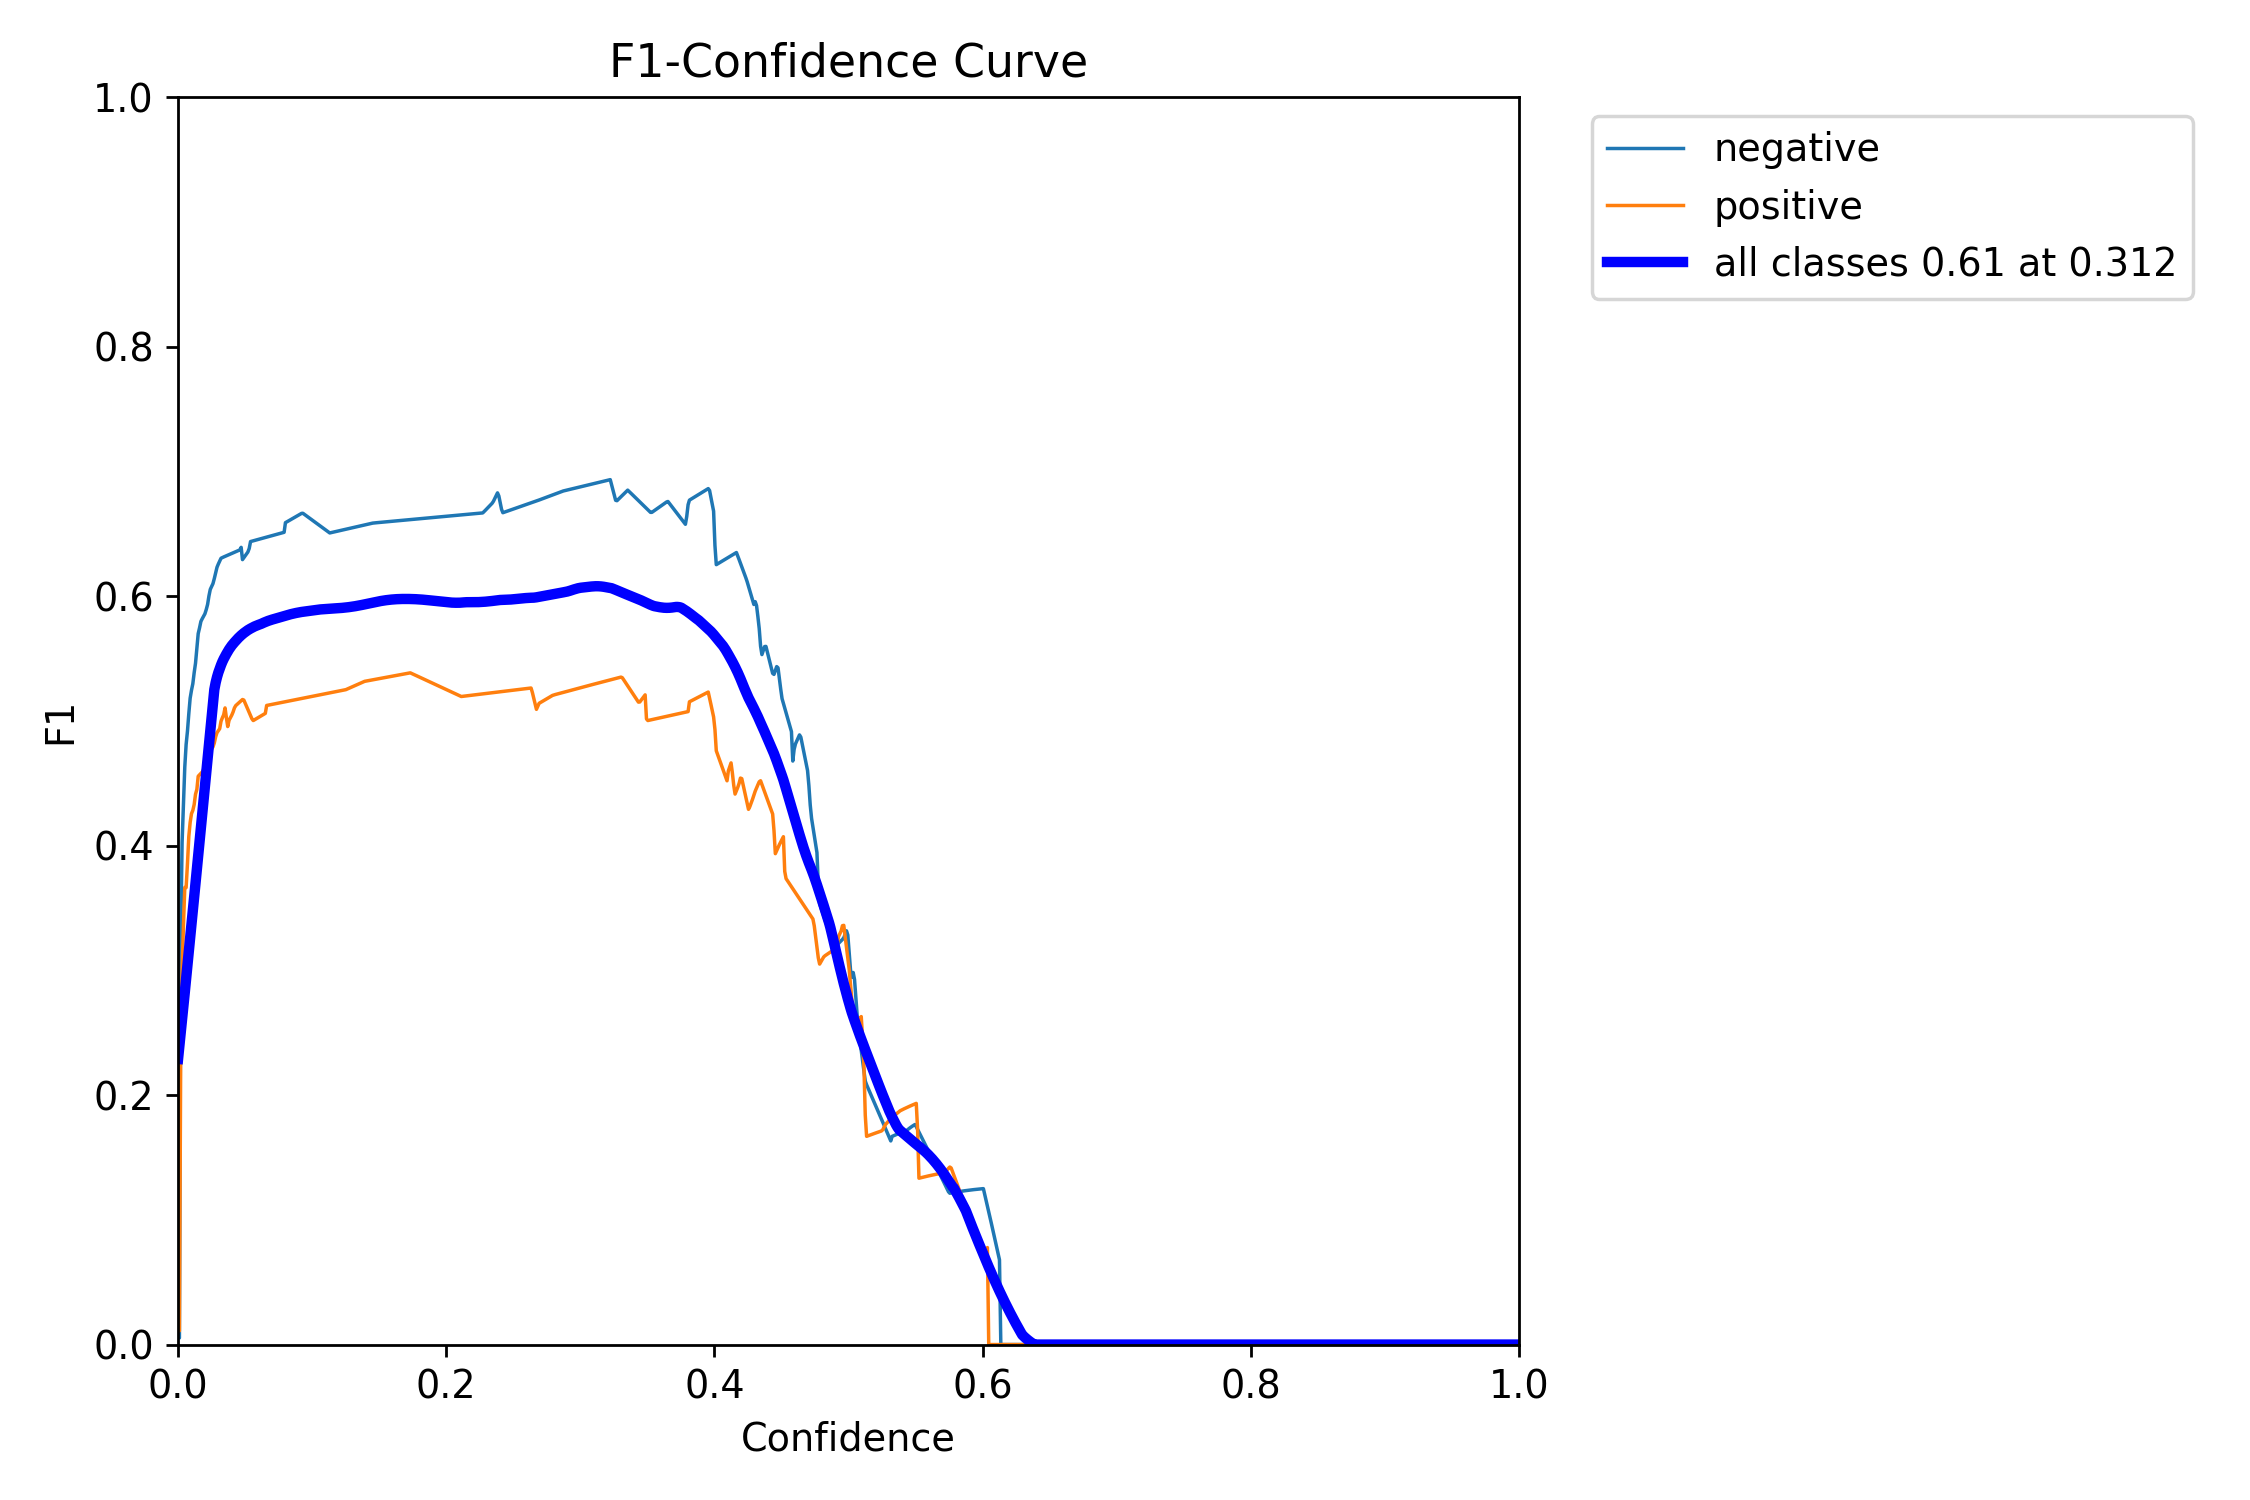 F1-Confidence Curve
1.0
0.8
0.6
0.4
0.2
0.0
F1
0.0 0.2 0.4 0.6 0.8 1.0
Confidence
negative
positive
all classes 0.61 at 0.312